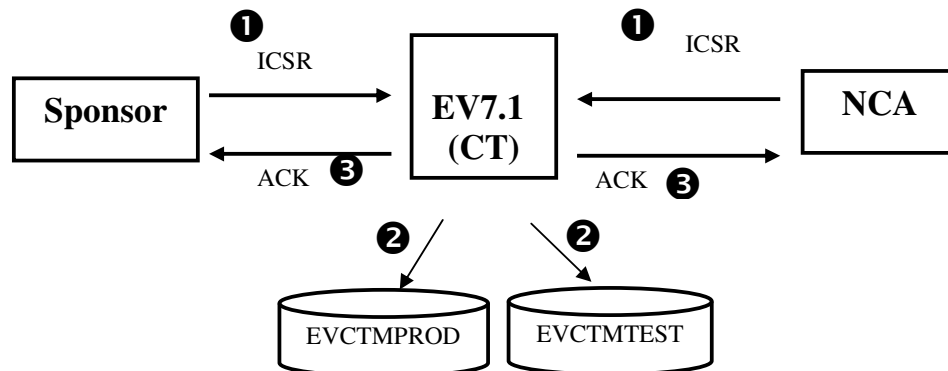 ❶
ICSR
❶
ICSR
Sponsor
EV7.1
(CT)
NCA
ACK ❸
ACK ❸
❷
❷
EVCTMPROD
EVCTMTEST